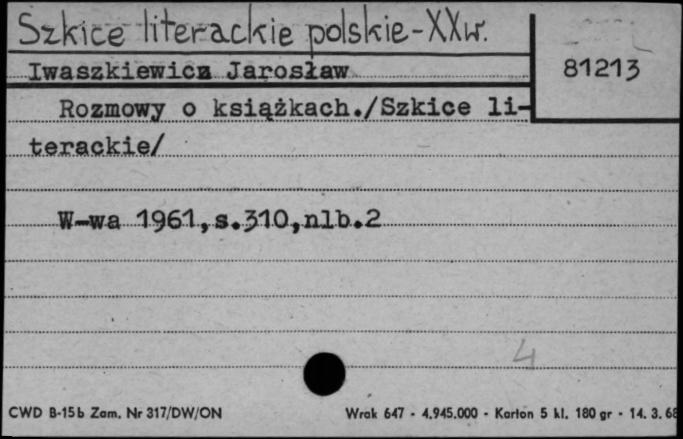 Szkice literackie polskie-XXw.
Iwaszkiewicz Jarosław
81213
Rozmowy o książkach./Szkice li-
terackie/
W-wa 1961,s.310,nlb.2
4
CWD B-15b Zam. Nr 317/DW/ON
Wrak 647 - 4.945.000 - Karton 5 kl. 180 gr - 14. 3. 68